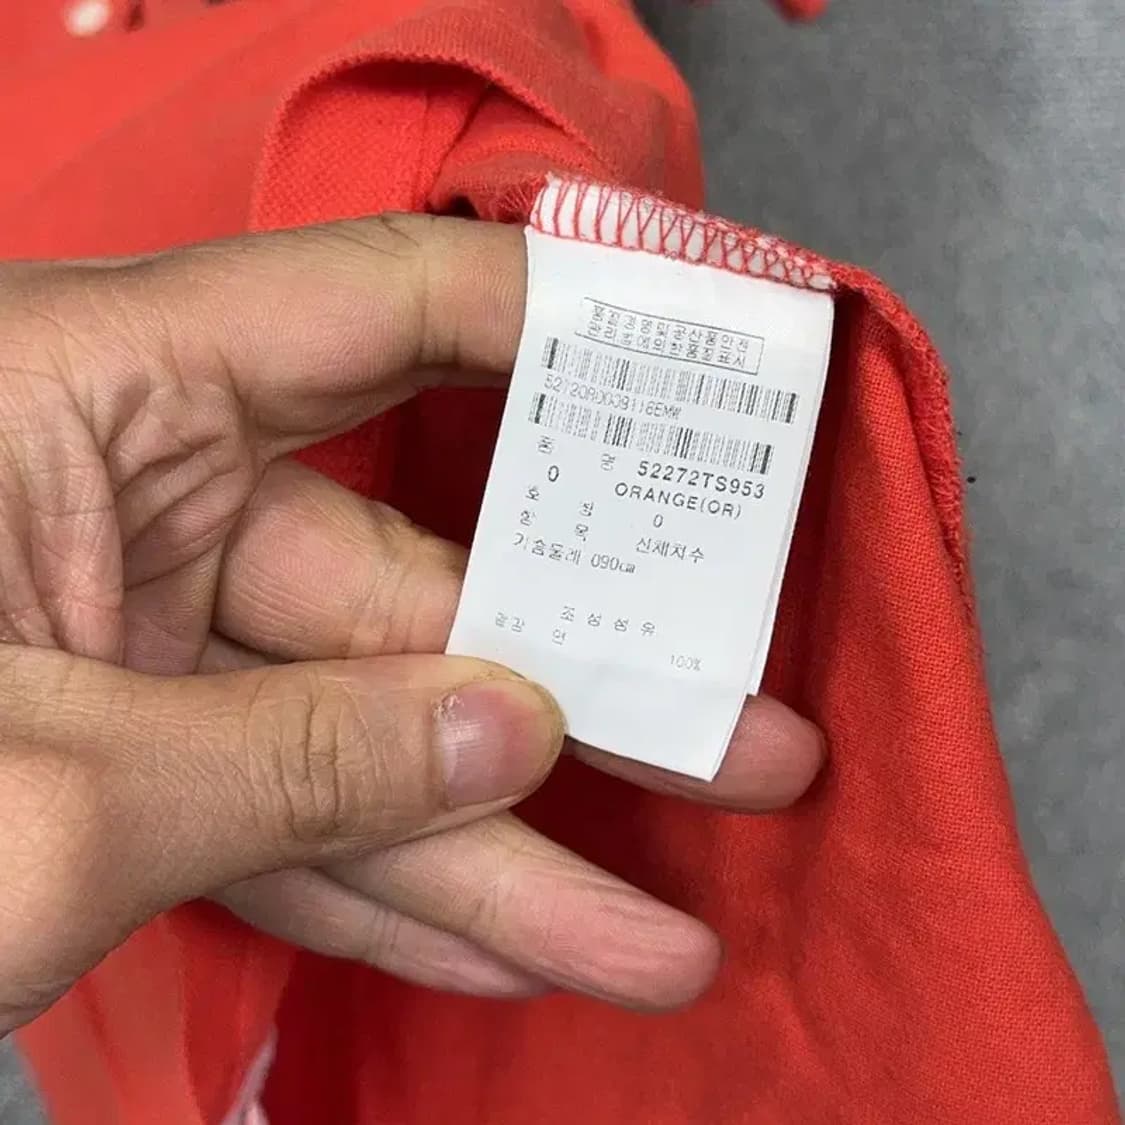 품질경영및공산품안전
관리법에의한품질표시
품 명 52272TS953
0 ORANGE(OR)
호 칭 0
항 목 신체치수
가슴둘레 090cm
조성섬유
겉감 면 100%